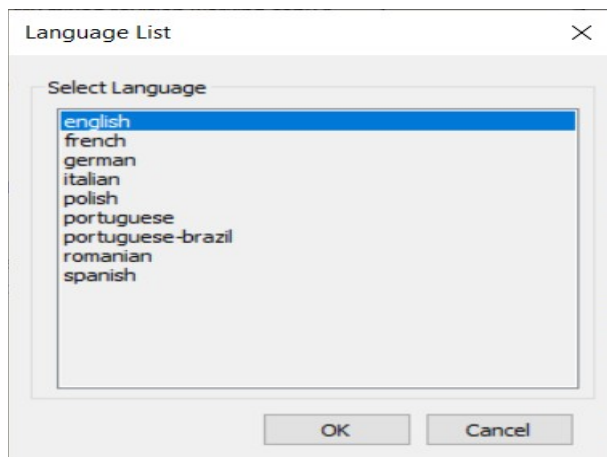 Language List
Select Language
english
french
german
italian
polish
portuguese
portuguese-brazil
romanian
spanish
OK Cancel